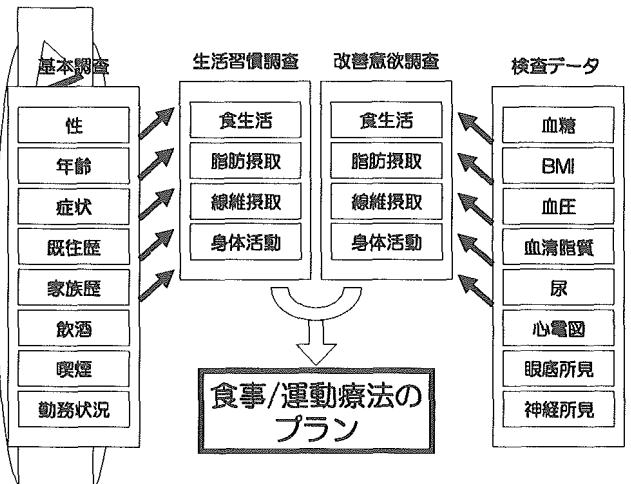 基本調査
性
年齢
症状
既往歴
家族歴
飲酒
喫煙
勤務状況
生活習慣調査
食生活
脂肪摂取
線維摂取
身体活動
改善意欲調査
食生活
脂肪摂取
線維摂取
身体活動
検査データ
血糖
BMI
血圧
血清脂質
尿
心電図
眼底所見
神経所見
食事/運動療法の
プラン